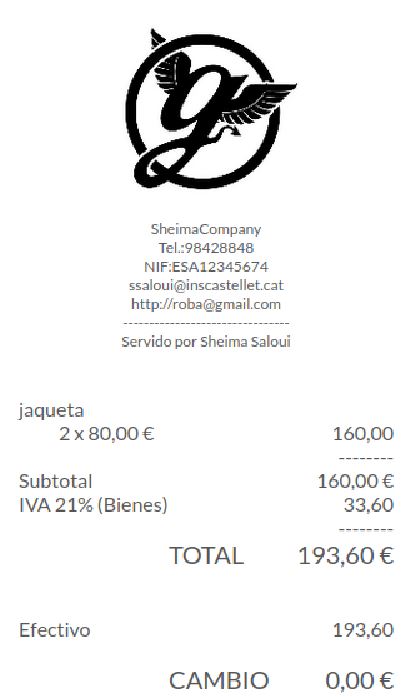 g
SheimaCompany
Tel.:98428848
NIF:ESA12345674
ssaloui@inscastellet.cat
http://roba@gmail.com
--------------------------------
Servido por Sheima Saloui
jaqueta
2 x 80,00 € 160,00
--------
Subtotal 160,00 €
IVA 21% (Bienes) 33,60
--------
TOTAL 193,60 €
Efectivo 193,60
CAMBIO 0,00 €